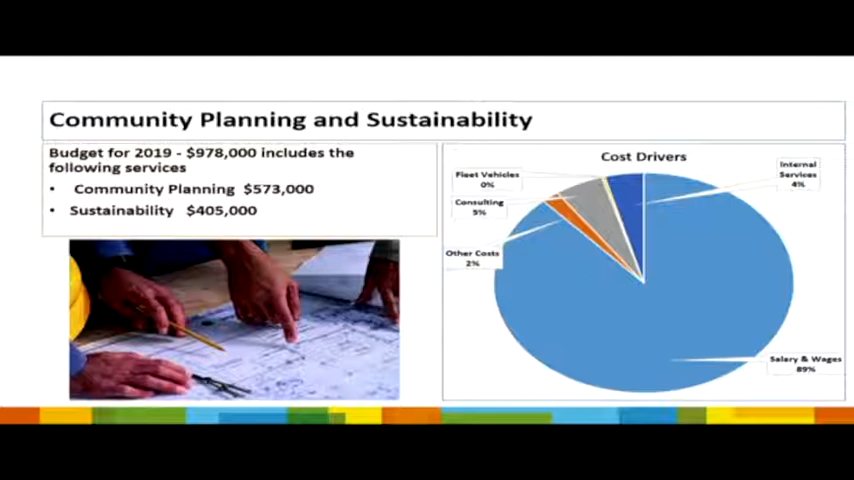 Community Planning and Sustainability
Budget for 2019 - $978,000 includes the
following services
• Community Planning $573,000
• Sustainability $405,000
Cost Drivers
Fleet Vehicles
0%
Consulting
5%
Other Costs
2%
Internal
Services
4%
Salary & Wages
89%